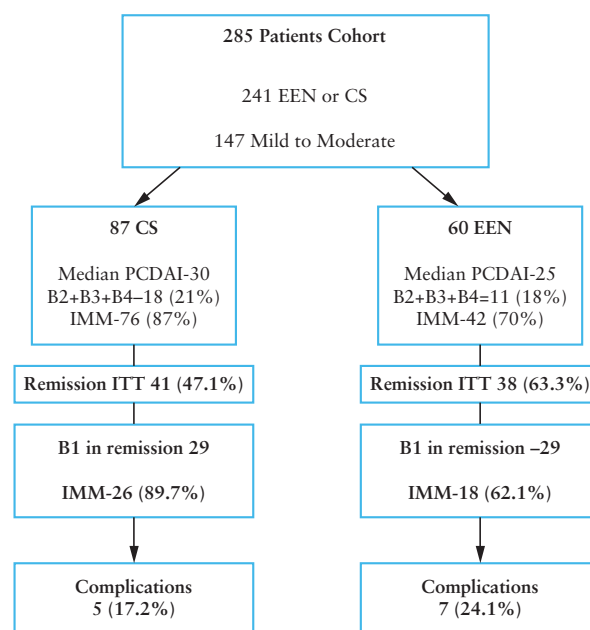 285 Patients Cohort
241 EEN or CS
147 Mild to Moderate
87 CS
Median PCDAI-30
B2+B3+B4–18 (21%)
IMM-76 (87%)
60 EEN
Median PCDAI-25
B2+B3+B4=11 (18%)
IMM-42 (70%)
Remission ITT 41 (47.1%)
Remission ITT 38 (63.3%)
B1 in remission 29
IMM-26 (89.7%)
B1 in remission –29
IMM-18 (62.1%)
Complications
5 (17.2%)
Complications
7 (24.1%)